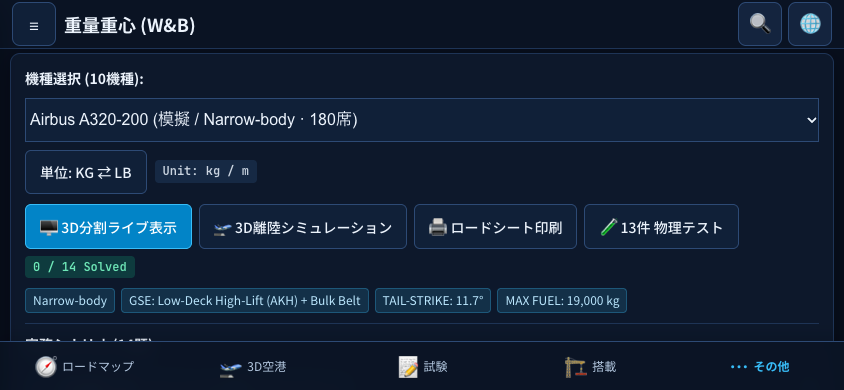 ≡ 重量重心 (W&B)
機種選択 (10機種):
Airbus A320-200 (模擬 / Narrow-body · 180席)
単位: KG ⇄ LB Unit: kg / m
3D分割ライブ表示 3D離陸シミュレーション ロードシート印刷 13件 物理テスト
0 / 14 Solved
Narrow-body GSE: Low-Deck High-Lift (AKH) + Bulk Belt TAIL-STRIKE: 11.7° MAX FUEL: 19,000 kg
ロードマップ 3D空港 試験 搭載 ··· その他